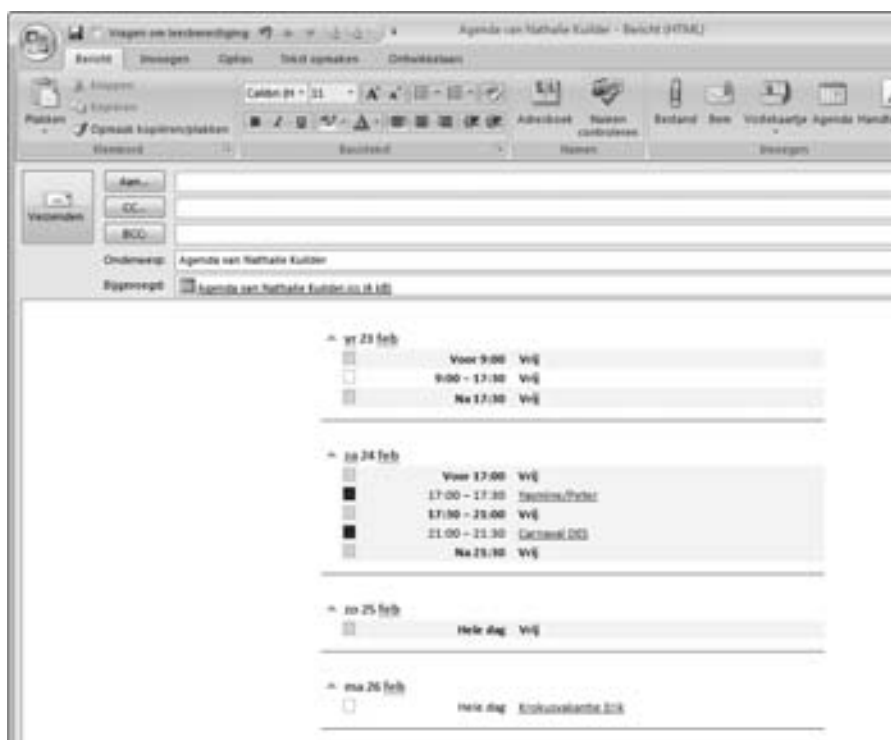 Vragen om leesbevestiging Agenda van Nathalie Kuilder - Bericht (HTML)
Bericht Invoegen Opties Tekst opmaken Ontwikkelaars
Plakken Knippen Kopiëren Opmaak kopiëren/plakken
Calibri (H 11
B I U A
Adresboek Namen controleren
Bestand Item Visitekaartje Agenda Handt
Klembord Basistekst Namen Invoegen
Verzenden
Aan...
CC...
BCC
Onderwerp: Agenda van Nathalie Kuilder
Bijgevoegd: Agenda van Nathalie Kuilder.ics (4 kB)
vr 23 feb
Voor 9:00 Vrij
9:00 – 17:30 Vrij
Na 17:30 Vrij
za 24 feb
Voor 17:00 Vrij
17:00 – 17:30 Yasmine/Peter
17:30 – 21:00 Vrij
21:00 – 21:30 Carnaval DES
Na 21:30 Vrij
zo 25 feb
Hele dag Vrij
ma 26 feb
Hele dag Krokusvakantie Erik